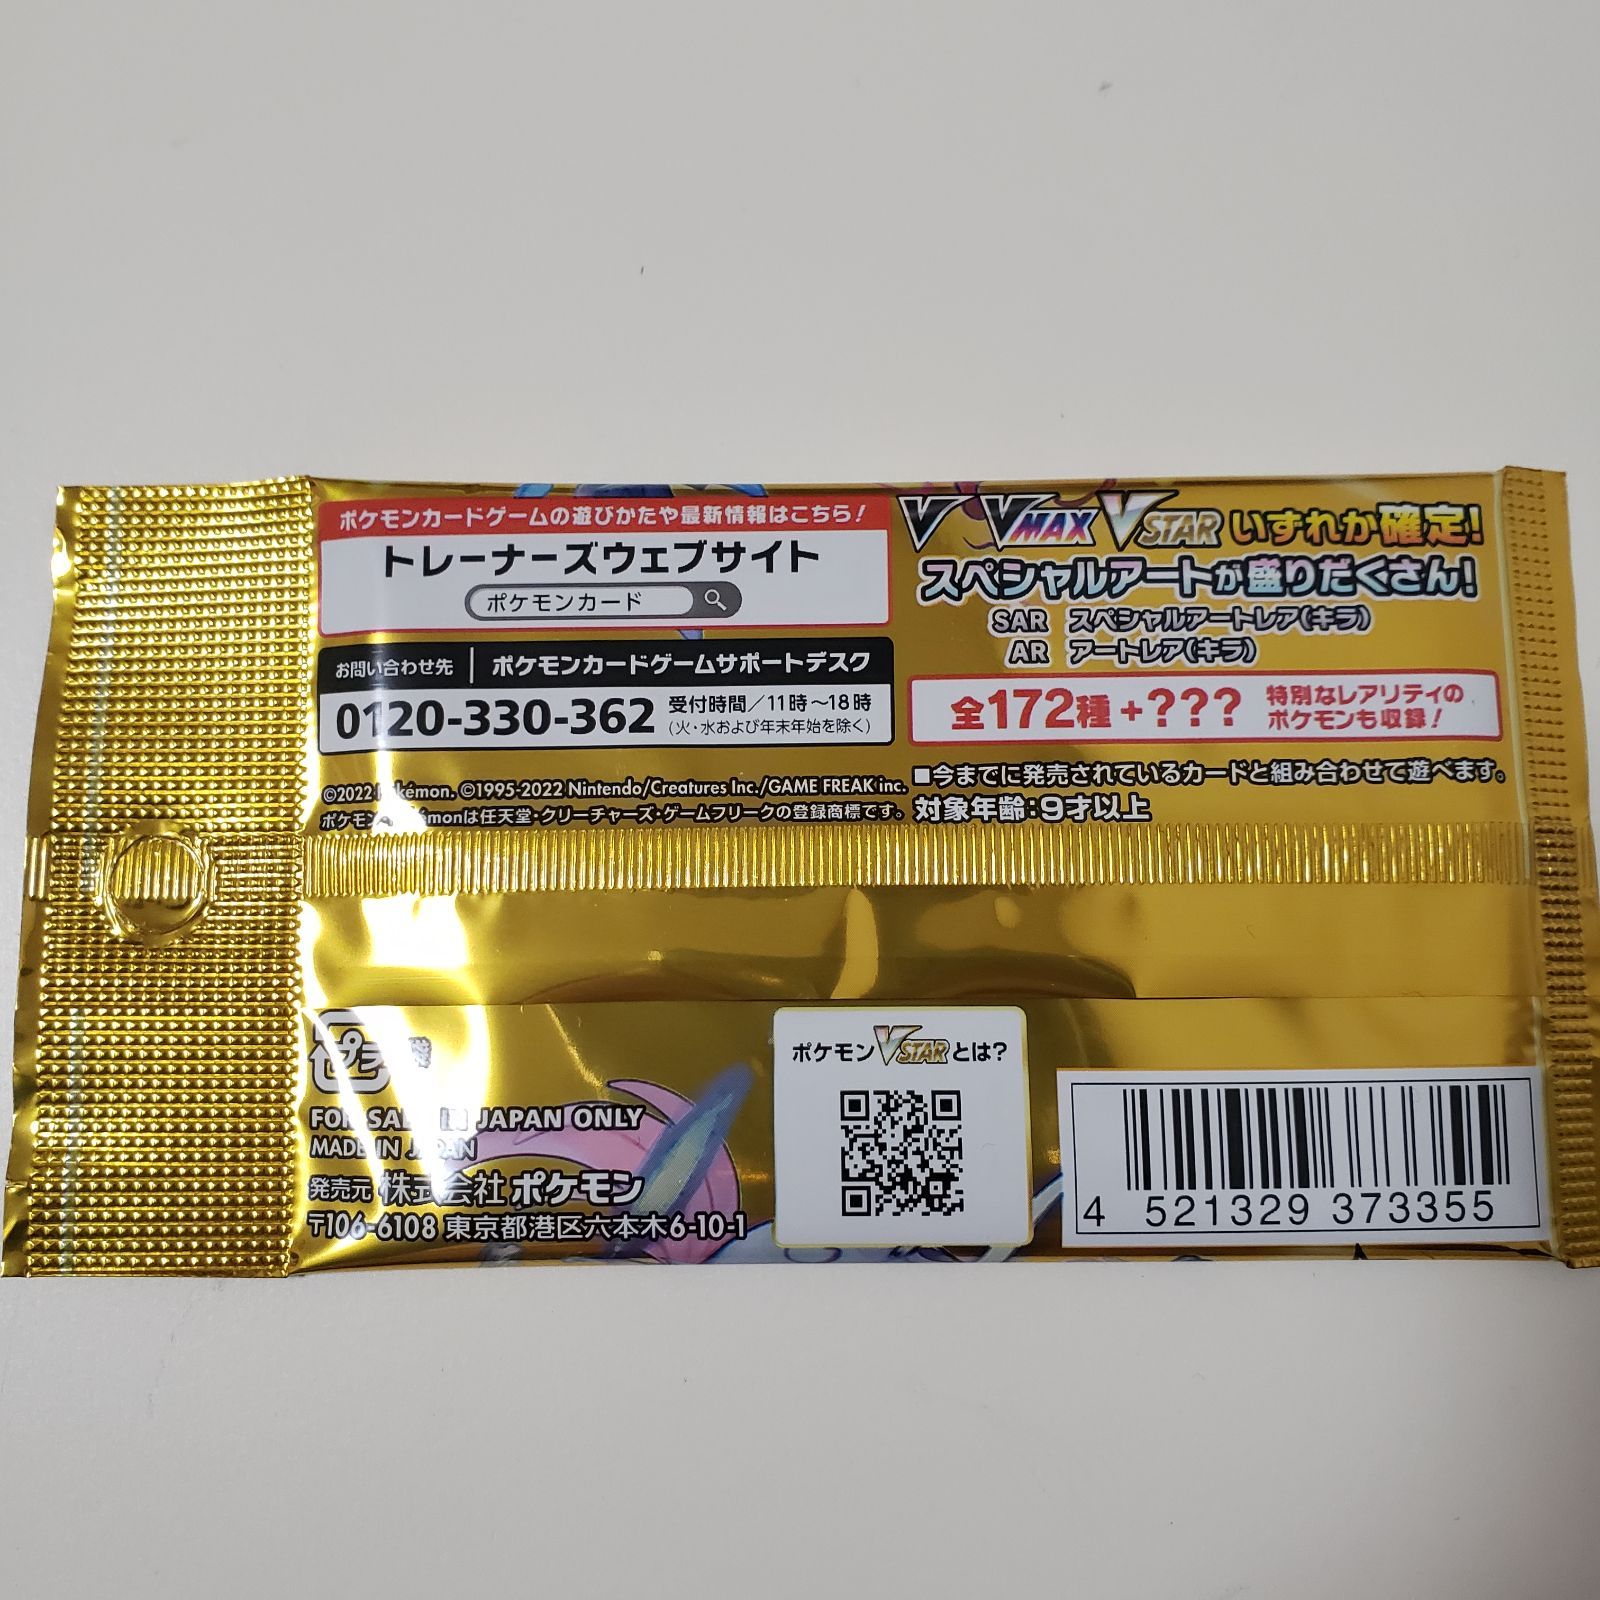 ポケモンカードゲームの遊びかたや最新情報はこちら!
トレーナーズウェブサイト
ポケモンカード
お問い合わせ先 ポケモンカードゲームサポートデスク
0120-330-362 受付時間/11時~18時
(火・水および年末年始を除く)
©2022 Pokémon. ©1995-2022 Nintendo/Creatures Inc./GAME FREAK inc.
ポケモン・Pokémonは任天堂・クリーチャーズ・ゲームフリークの登録商標です。
V VMAX VSTAR いずれか確定!
スペシャルアートが盛りだくさん!
SAR スペシャルアートレア(キラ)
AR アートレア(キラ)
全172種+??? 特別なレアリティの
ポケモンも収録!
■今までに発売されているカードと組み合わせて遊べます。
対象年齢:9才以上
プラ
FOR SALE IN JAPAN ONLY
MADE IN JAPAN
発売元 株式会社ポケモン
〒106-6108 東京都港区六本木6-10-1
ポケモンVSTARとは?
4 521329 373355